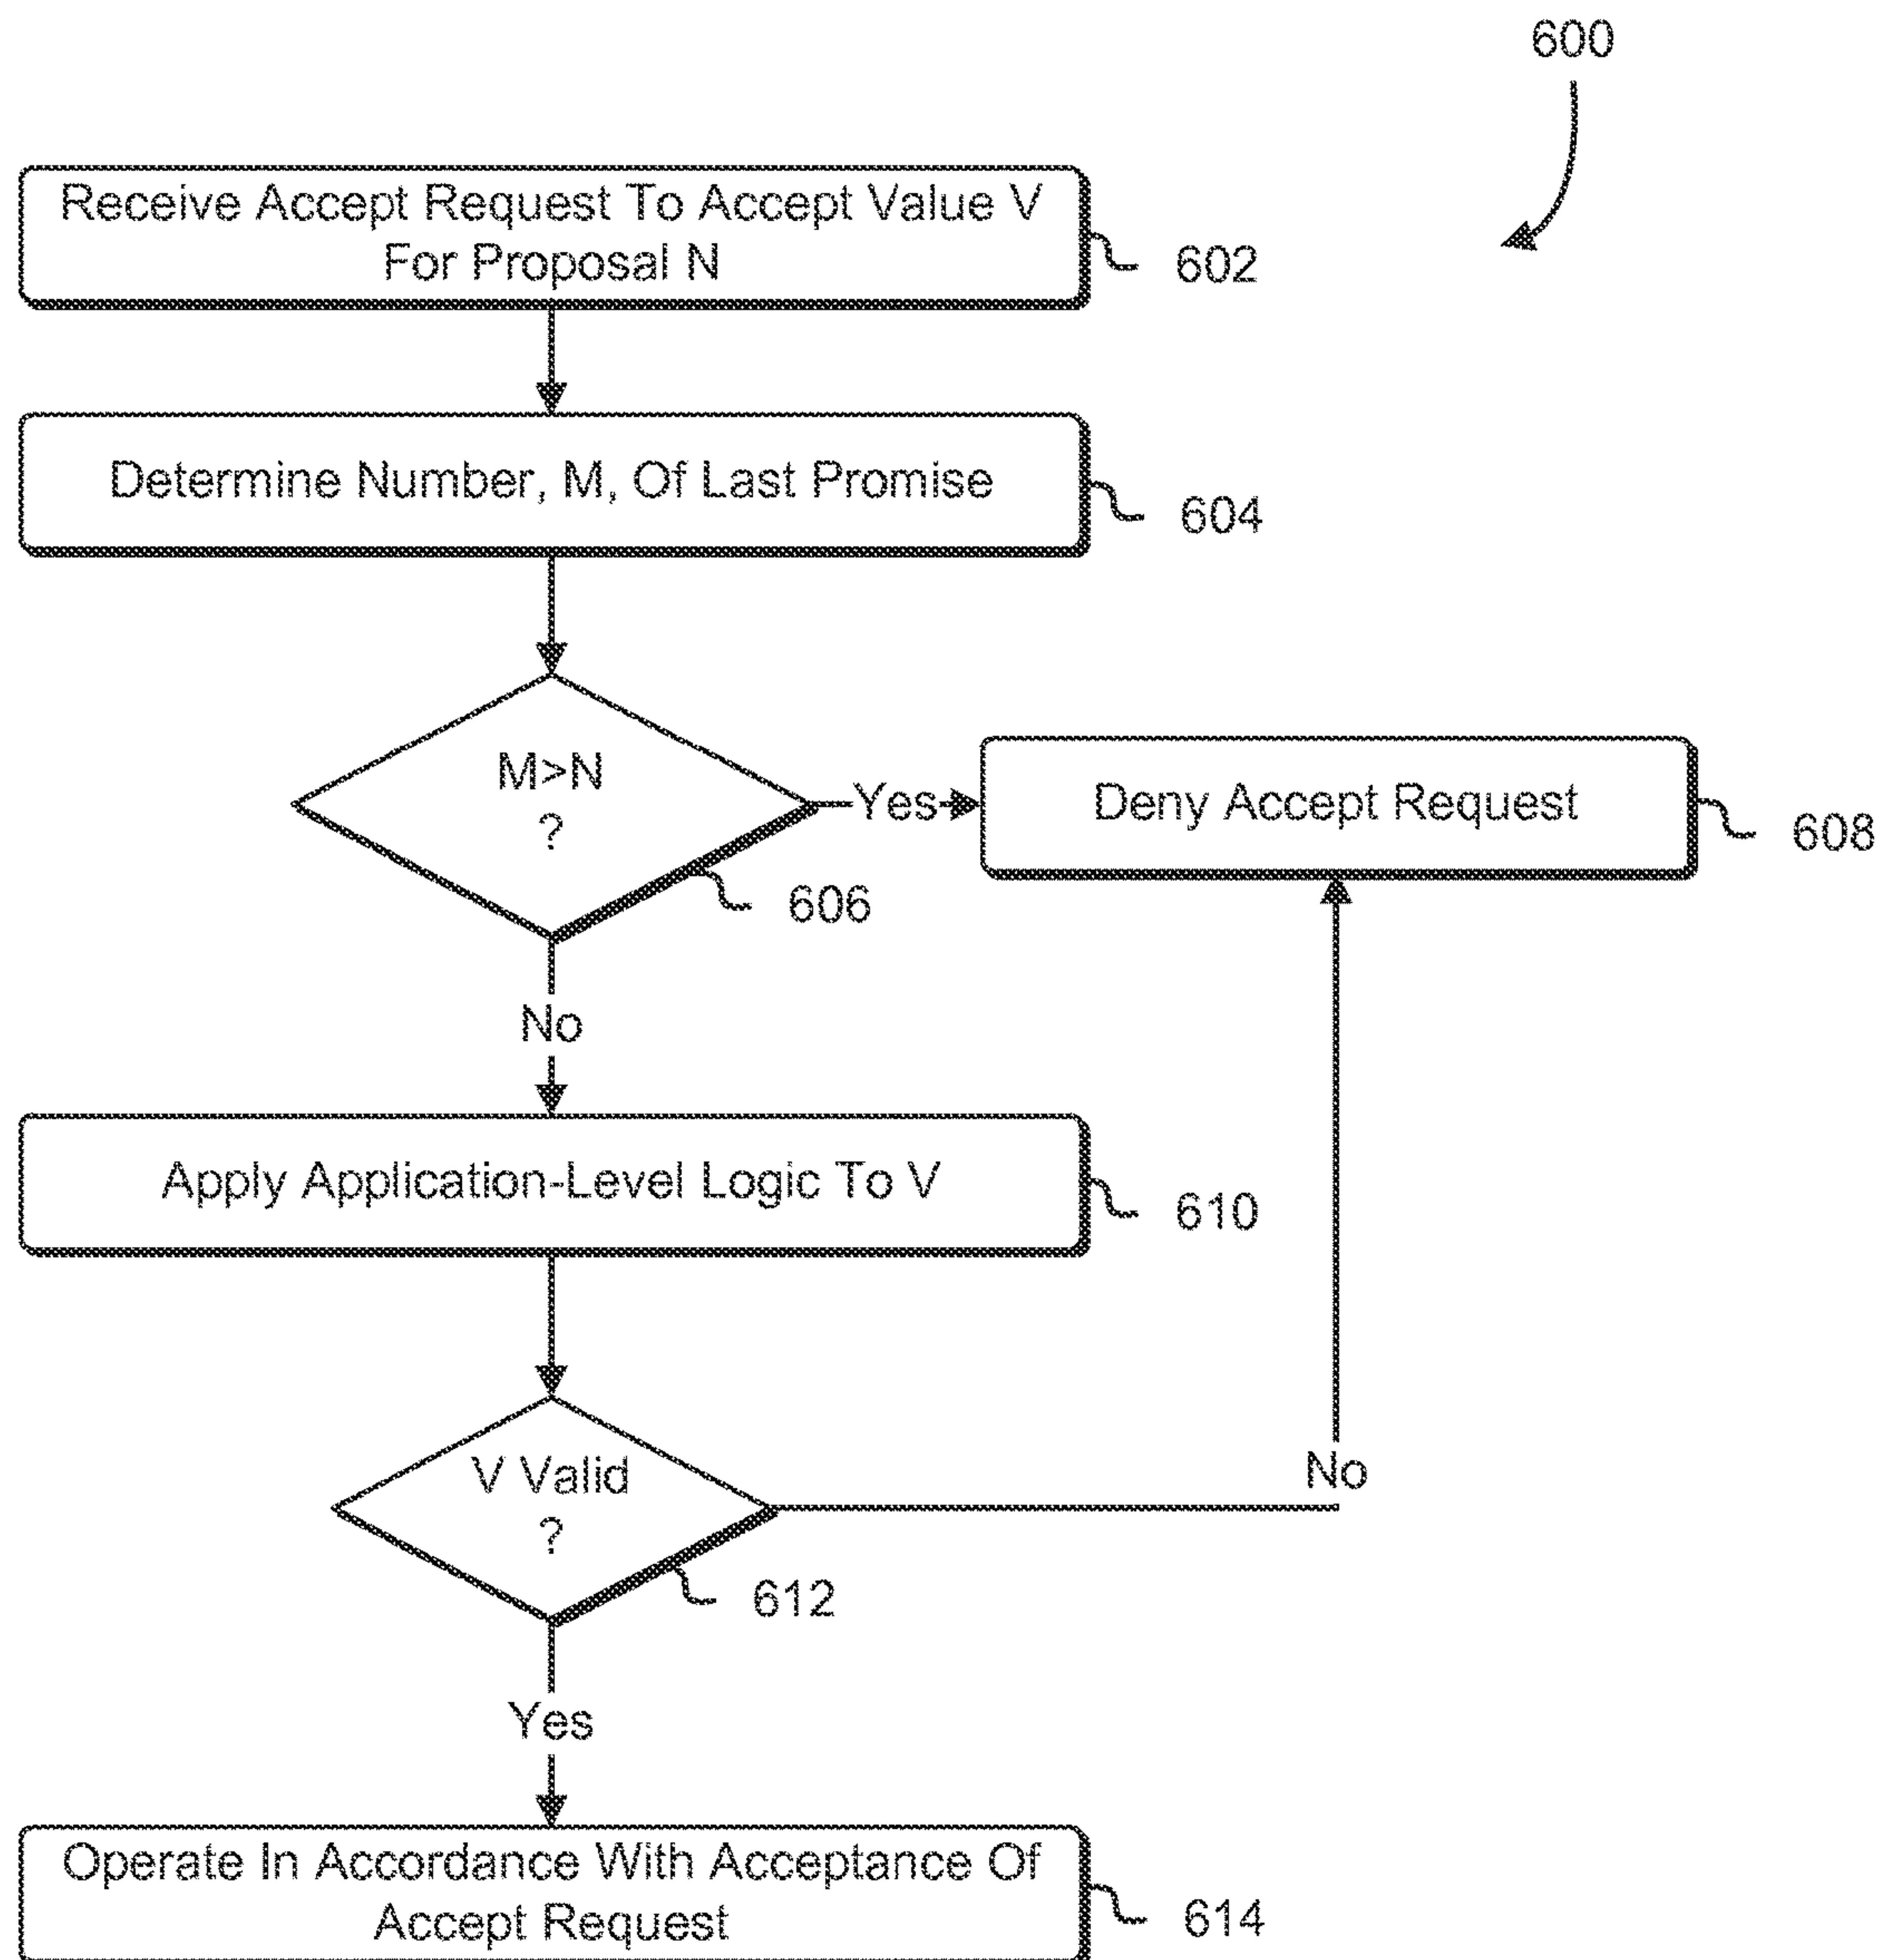 600
Receive Accept Request To Accept Value V
For Proposal N
602
Determine Number, M, Of Last Promise
604
M>N
?
Yes
Deny Accept Request
608
606
No
Apply Application-Level Logic To V
610
V Valid
?
No
612
Yes
Operate In Accordance With Acceptance Of
Accept Request
614